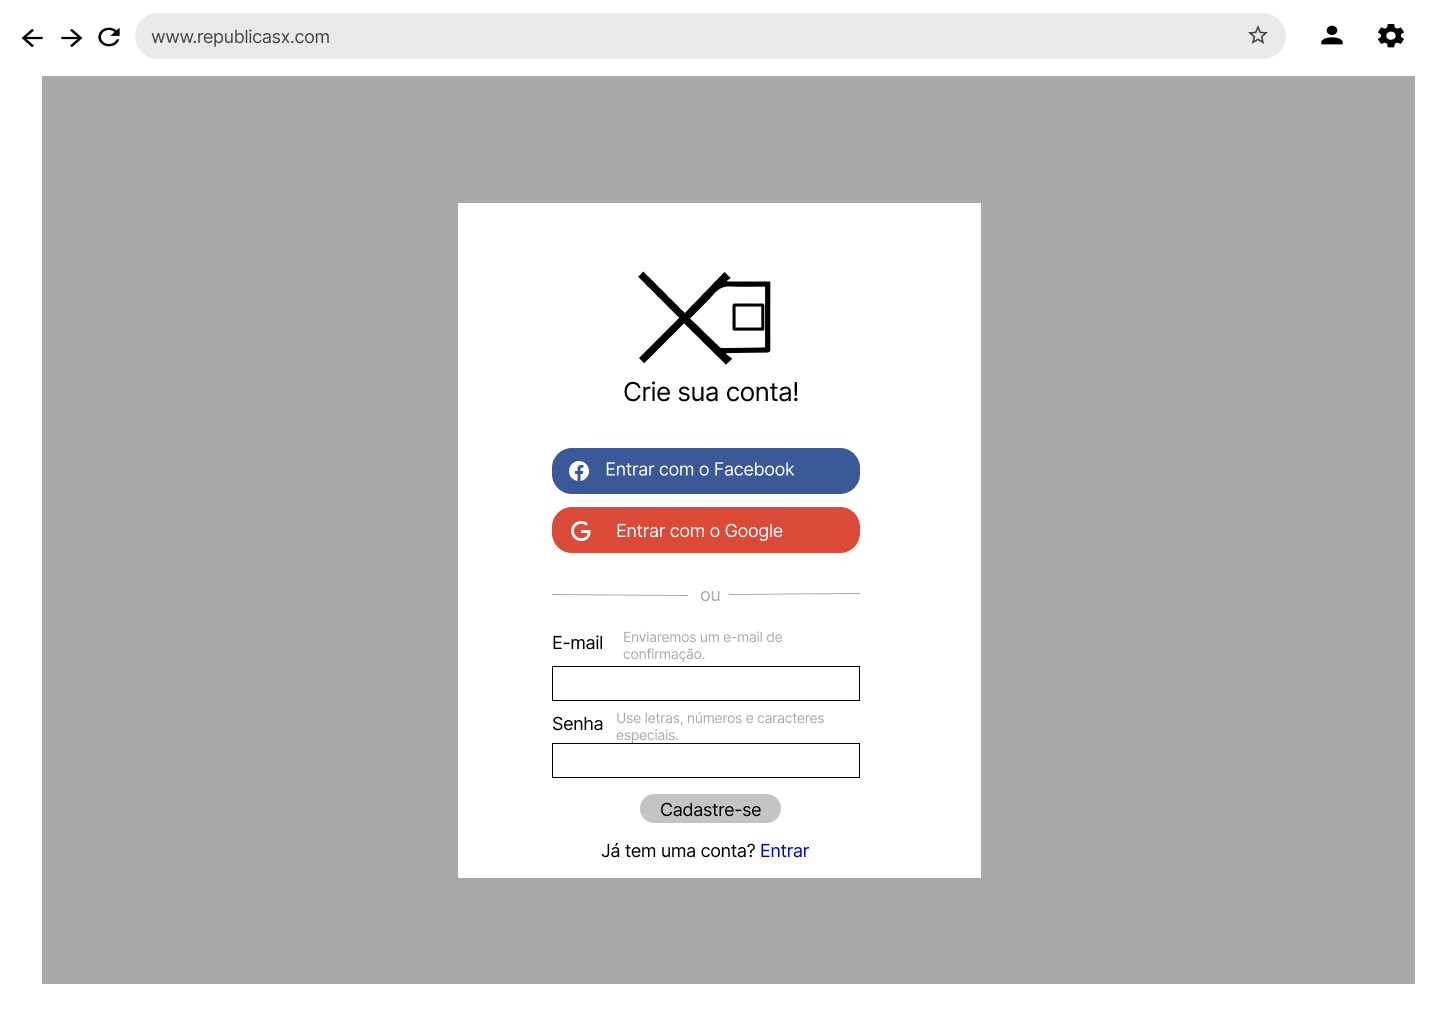 www.republicasx.com
Crie sua conta!
Entrar com o Facebook
Entrar com o Google
ou
E-mail
Enviaremos um e-mail de
confirmação.
Senha
Use letras, números e caracteres
especiais.
Cadastre-se
Já tem uma conta? Entrar